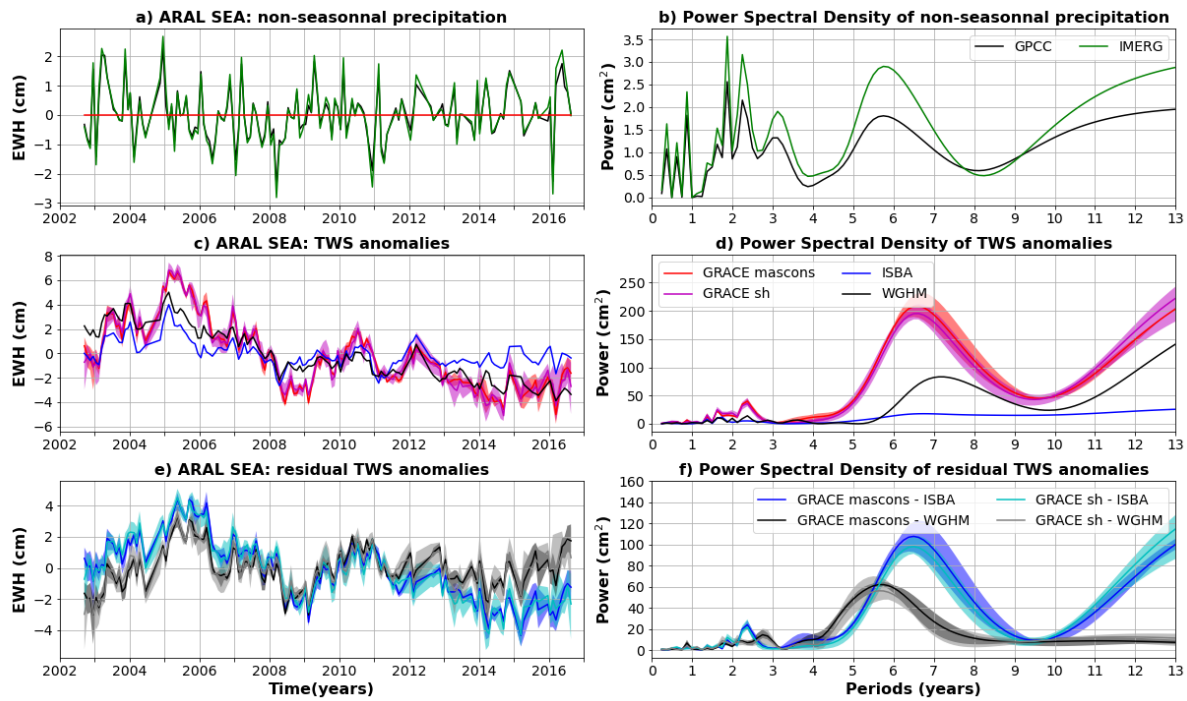 a) ARAL SEA: non-seasonnal precipitation
EWH (cm)
2
1
0
−1
−2
−3
2002 2004 2006 2008 2010 2012 2014 2016
b) Power Spectral Density of non-seasonnal precipitation
GPCC IMERG
Power (cm²)
3.5
3.0
2.5
2.0
1.5
1.0
0.5
0.0
0 1 2 3 4 5 6 7 8 9 10 11 12 13
c) ARAL SEA: TWS anomalies
EWH (cm)
8
6
4
2
0
−2
−4
−6
2002 2004 2006 2008 2010 2012 2014 2016
d) Power Spectral Density of TWS anomalies
GRACE mascons ISBA
GRACE sh WGHM
Power (cm²)
250
200
150
100
50
0
0 1 2 3 4 5 6 7 8 9 10 11 12 13
e) ARAL SEA: residual TWS anomalies
EWH (cm)
4
2
0
−2
−4
2002 2004 2006 2008 2010 2012 2014 2016
Time(years)
f) Power Spectral Density of residual TWS anomalies
GRACE mascons - ISBA GRACE sh - ISBA
GRACE mascons - WGHM GRACE sh - WGHM
Power (cm²)
160
140
120
100
80
60
40
20
0
0 1 2 3 4 5 6 7 8 9 10 11 12 13
Periods (years)